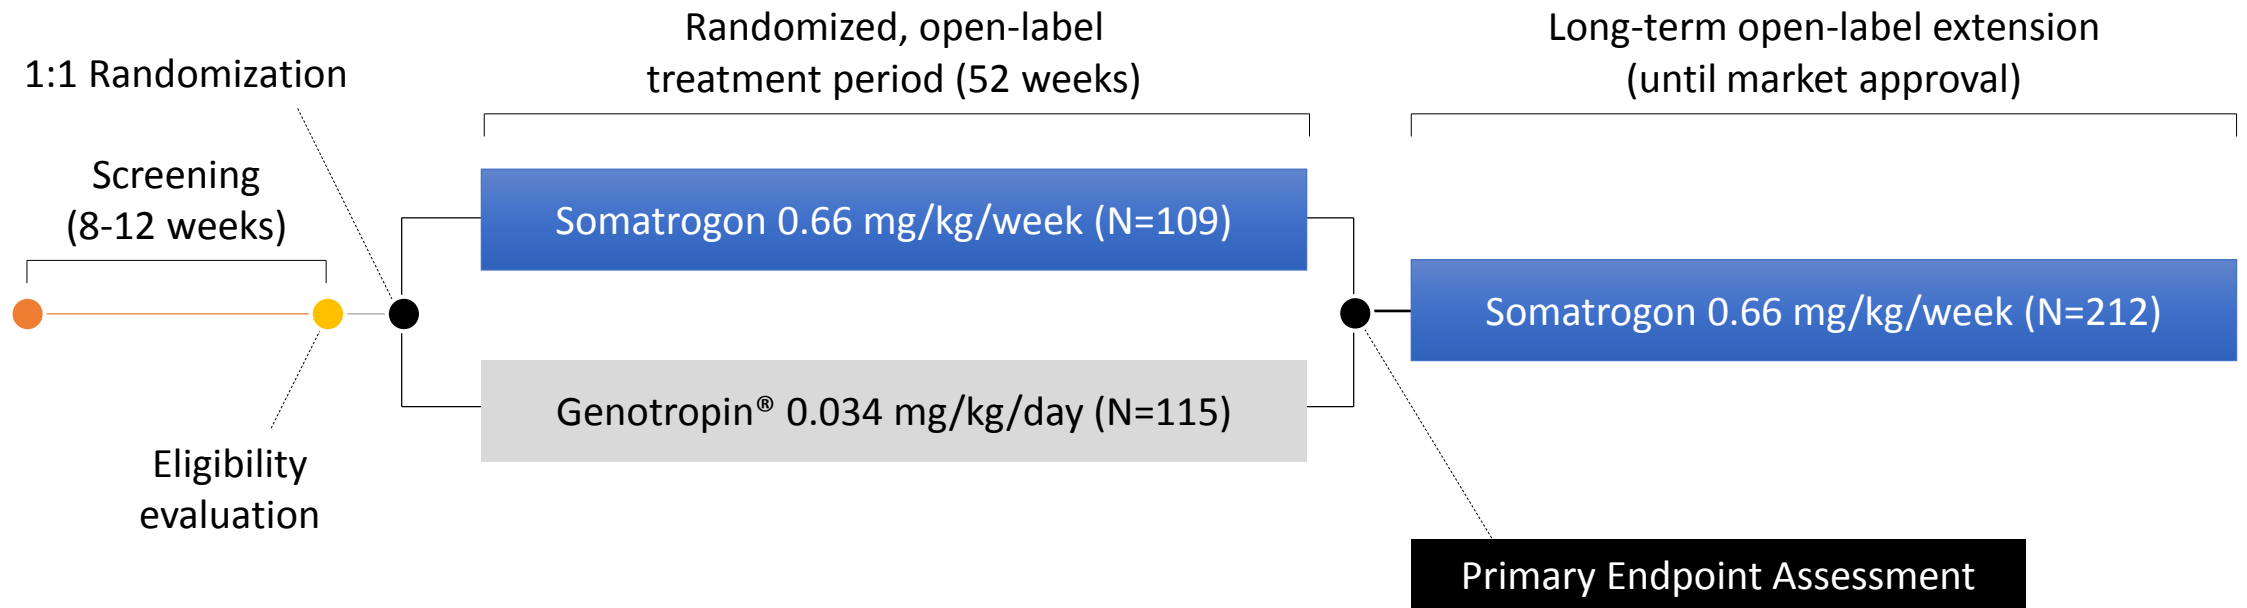 1:1 Randomization
Screening
(8-12 weeks)
Eligibility
evaluation
Randomized, open-label
treatment period (52 weeks)
Somatrogon 0.66 mg/kg/week (N=109)
Genotropin® 0.034 mg/kg/day (N=115)
Long-term open-label extension
(until market approval)
Somatrogon 0.66 mg/kg/week (N=212)
Primary Endpoint Assessment